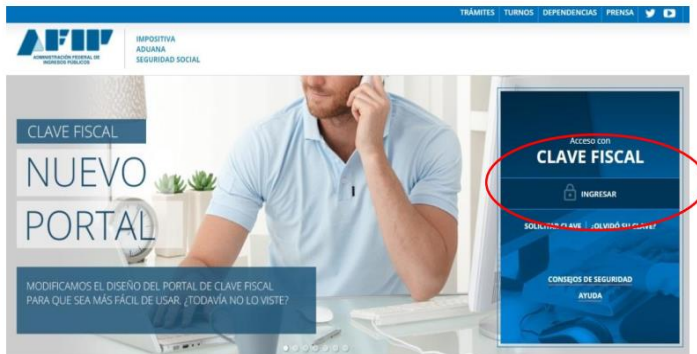 TRÁMITES TURNOS DEPENDENCIAS PRENSA
AFIP
ADMINISTRACIÓN FEDERAL DE
INGRESOS PÚBLICOS
IMPOSITIVA
ADUANA
SEGURIDAD SOCIAL
CLAVE FISCAL
NUEVO
PORTAL
MODIFICAMOS EL DISEÑO DEL PORTAL DE CLAVE FISCAL
PARA QUE SEA MÁS FÁCIL DE USAR. ¿TODAVÍA NO LO VISTE?
Acceso con
CLAVE FISCAL
INGRESAR
SOLICITAR CLAVE | ¿OLVIDÓ SU CLAVE?
CONSEJOS DE SEGURIDAD
AYUDA